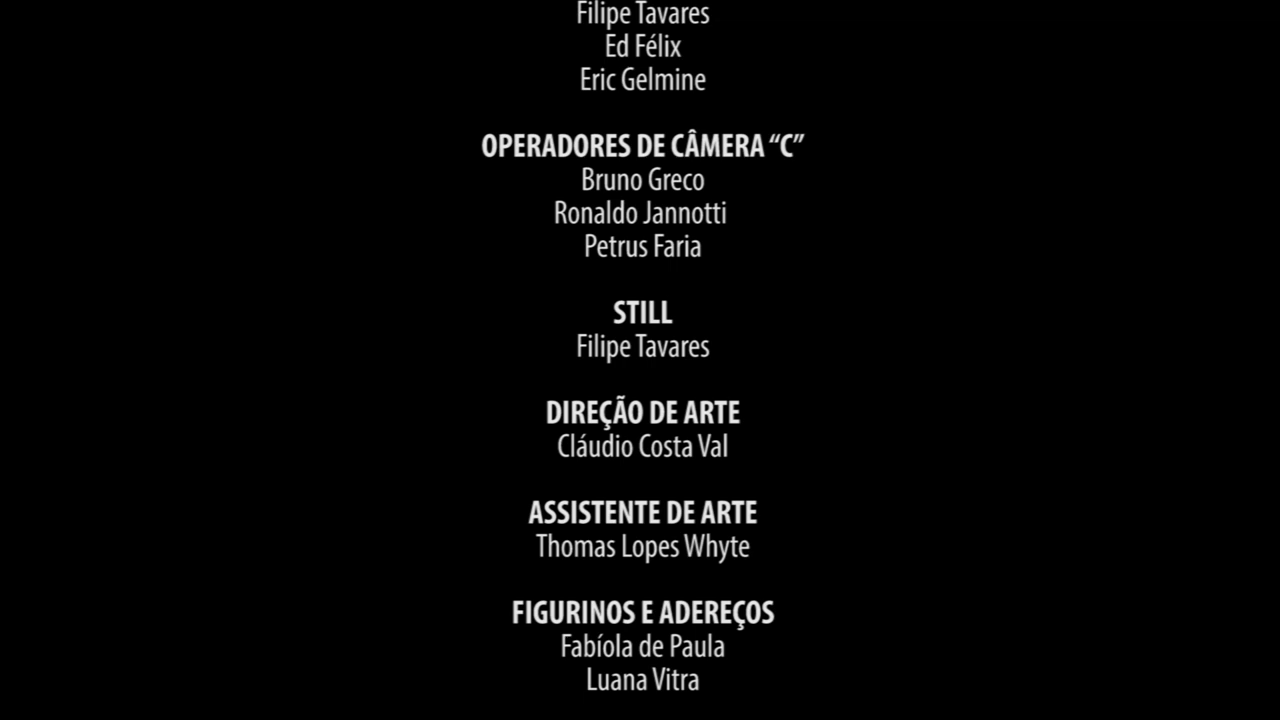 Filipe Tavares
Ed Félix
Eric Gelmine
OPERADORES DE CÂMERA “C”
Bruno Greco
Ronaldo Jannotti
Petrus Faria
STILL
Filipe Tavares
DIREÇÃO DE ARTE
Cláudio Costa Val
ASSISTENTE DE ARTE
Thomas Lopes Whyte
FIGURINOS E ADEREÇOS
Fabíola de Paula
Luana Vitra